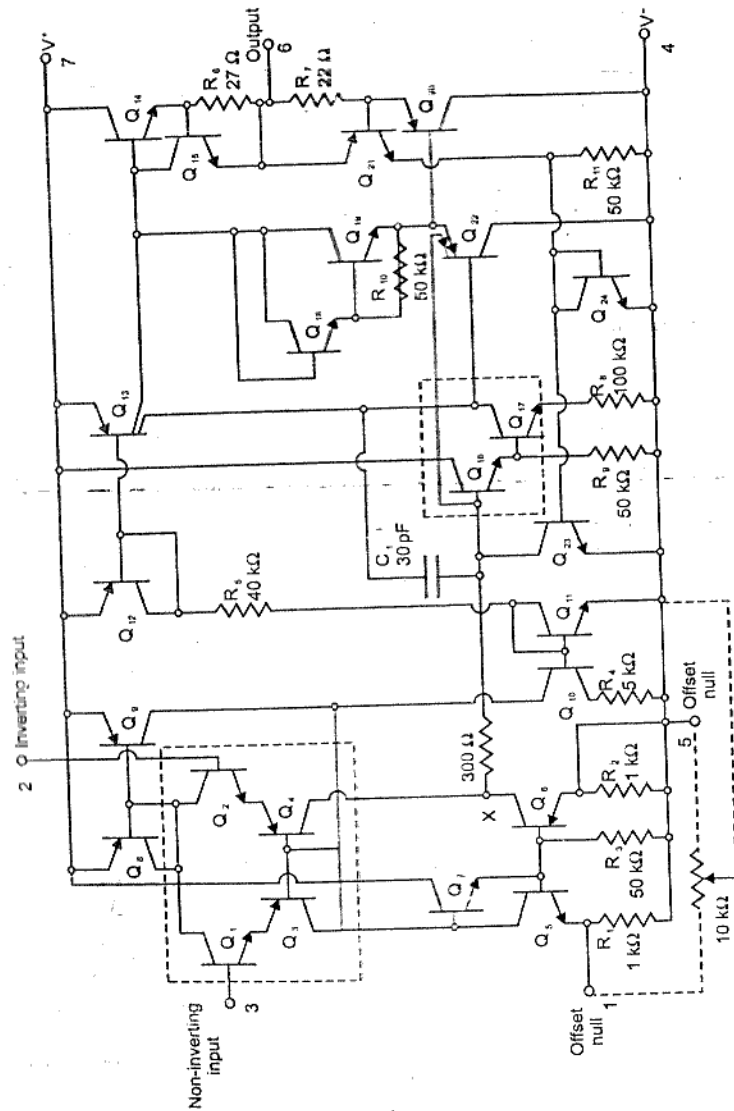 V+
7
2 Inverting input
Q8
Q9
Q12
Q13
Q14
Q15
R6
27 Ω
Output
6
R7
22 Ω
Q1
Q2
Q3
Q4
3
Non-inverting
input
R5
40 kΩ
Q18
Q19
R10
50 kΩ
Q21
Q20
Q22
C1
30 pF
Q16
Q17
300 Ω
X
Q7
Q5
Q6
Q10
Q11
Q23
Q24
R1
1 kΩ
R3
50 kΩ
R2
1 kΩ
R4
5 kΩ
R9
50 kΩ
R8
100 kΩ
R11
50 kΩ
V-
4
Offset
null
1
5
Offset
null
10 kΩ